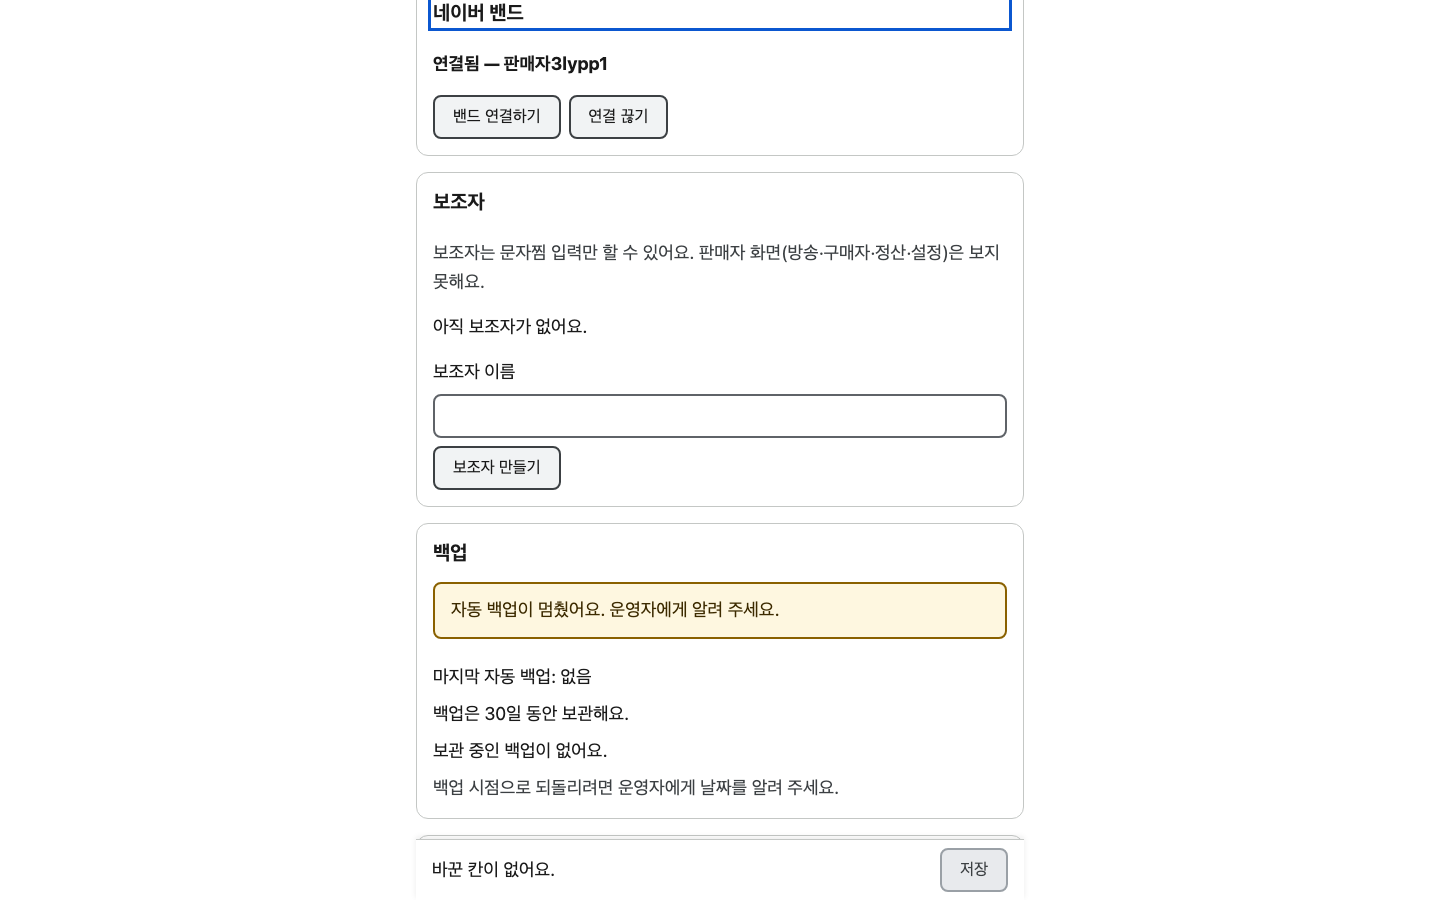 네이버 밴드
연결됨 — 판매자3lypp1
밴드 연결하기
연결 끊기
보조자
보조자는 문자찜 입력만 할 수 있어요. 판매자 화면(방송·구매자·정산·설정)은 보지
못해요.
아직 보조자가 없어요.
보조자 이름
보조자 만들기
백업
자동 백업이 멈췄어요. 운영자에게 알려 주세요.
마지막 자동 백업: 없음
백업은 30일 동안 보관해요.
보관 중인 백업이 없어요.
백업 시점으로 되돌리려면 운영자에게 날짜를 알려 주세요.
바꾼 칸이 없어요.
저장